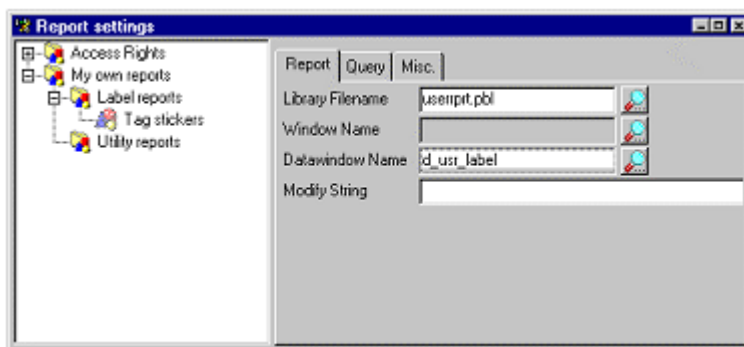 Report settings
Access Rights
My own reports
Label reports
Tag stickers
Utility reports
Report Query Misc.
Library Filename userrprt.pbl
Window Name
Datawindow Name d_usr_label
Modify String